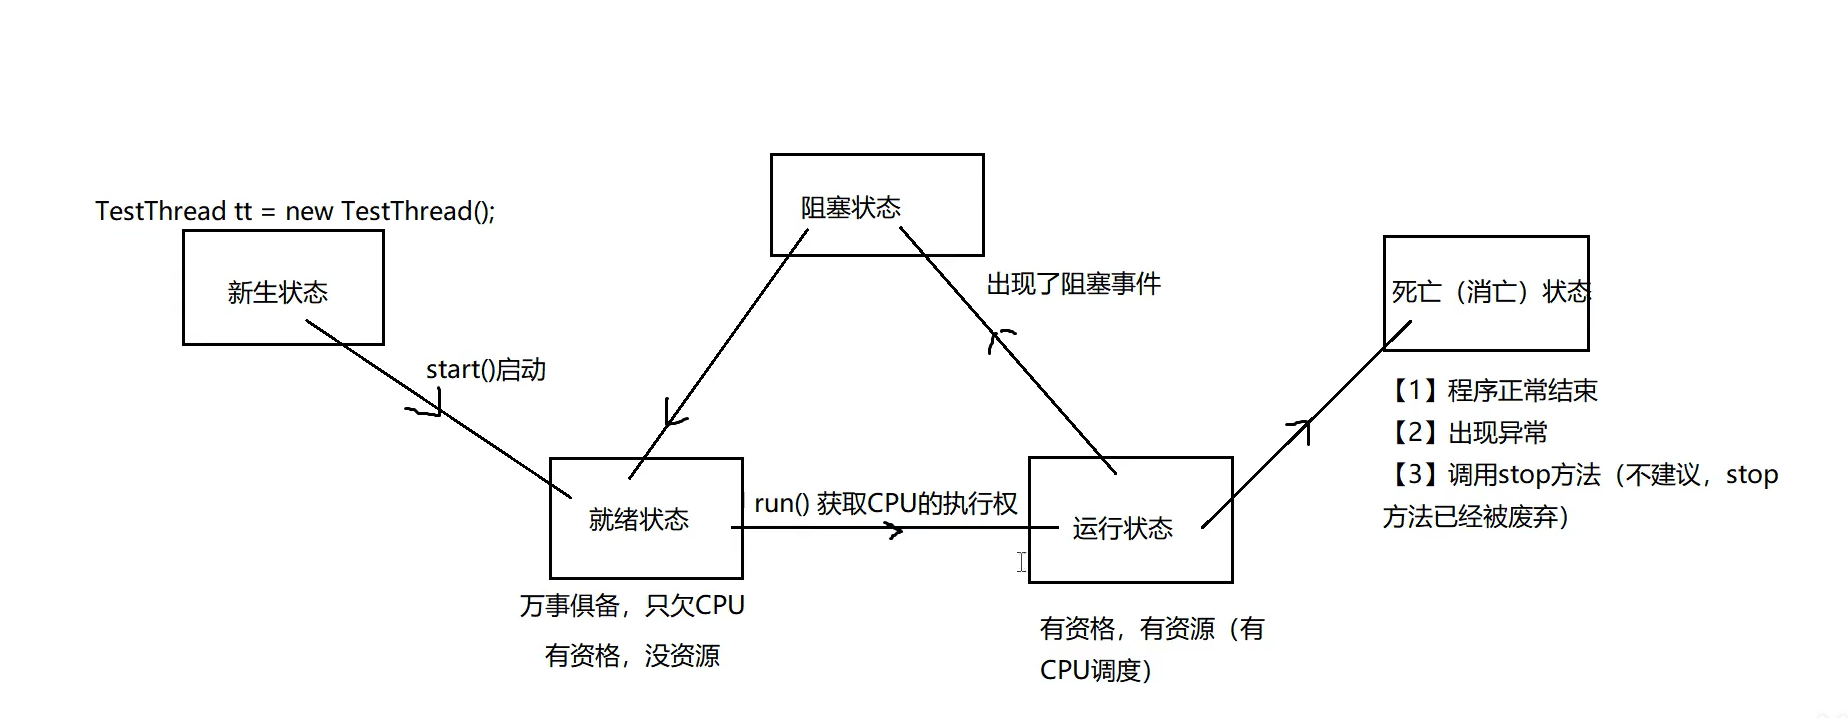 TestThread tt = new TestThread();
新生状态
start()启动
阻塞状态
出现了阻塞事件
就绪状态
万事俱备，只欠CPU
有资格，没资源
run() 获取CPU的执行权
运行状态
有资格，有资源（有
CPU调度）
死亡（消亡）状态
【1】程序正常结束
【2】出现异常
【3】调用stop方法（不建议，stop
方法已经被废弃）